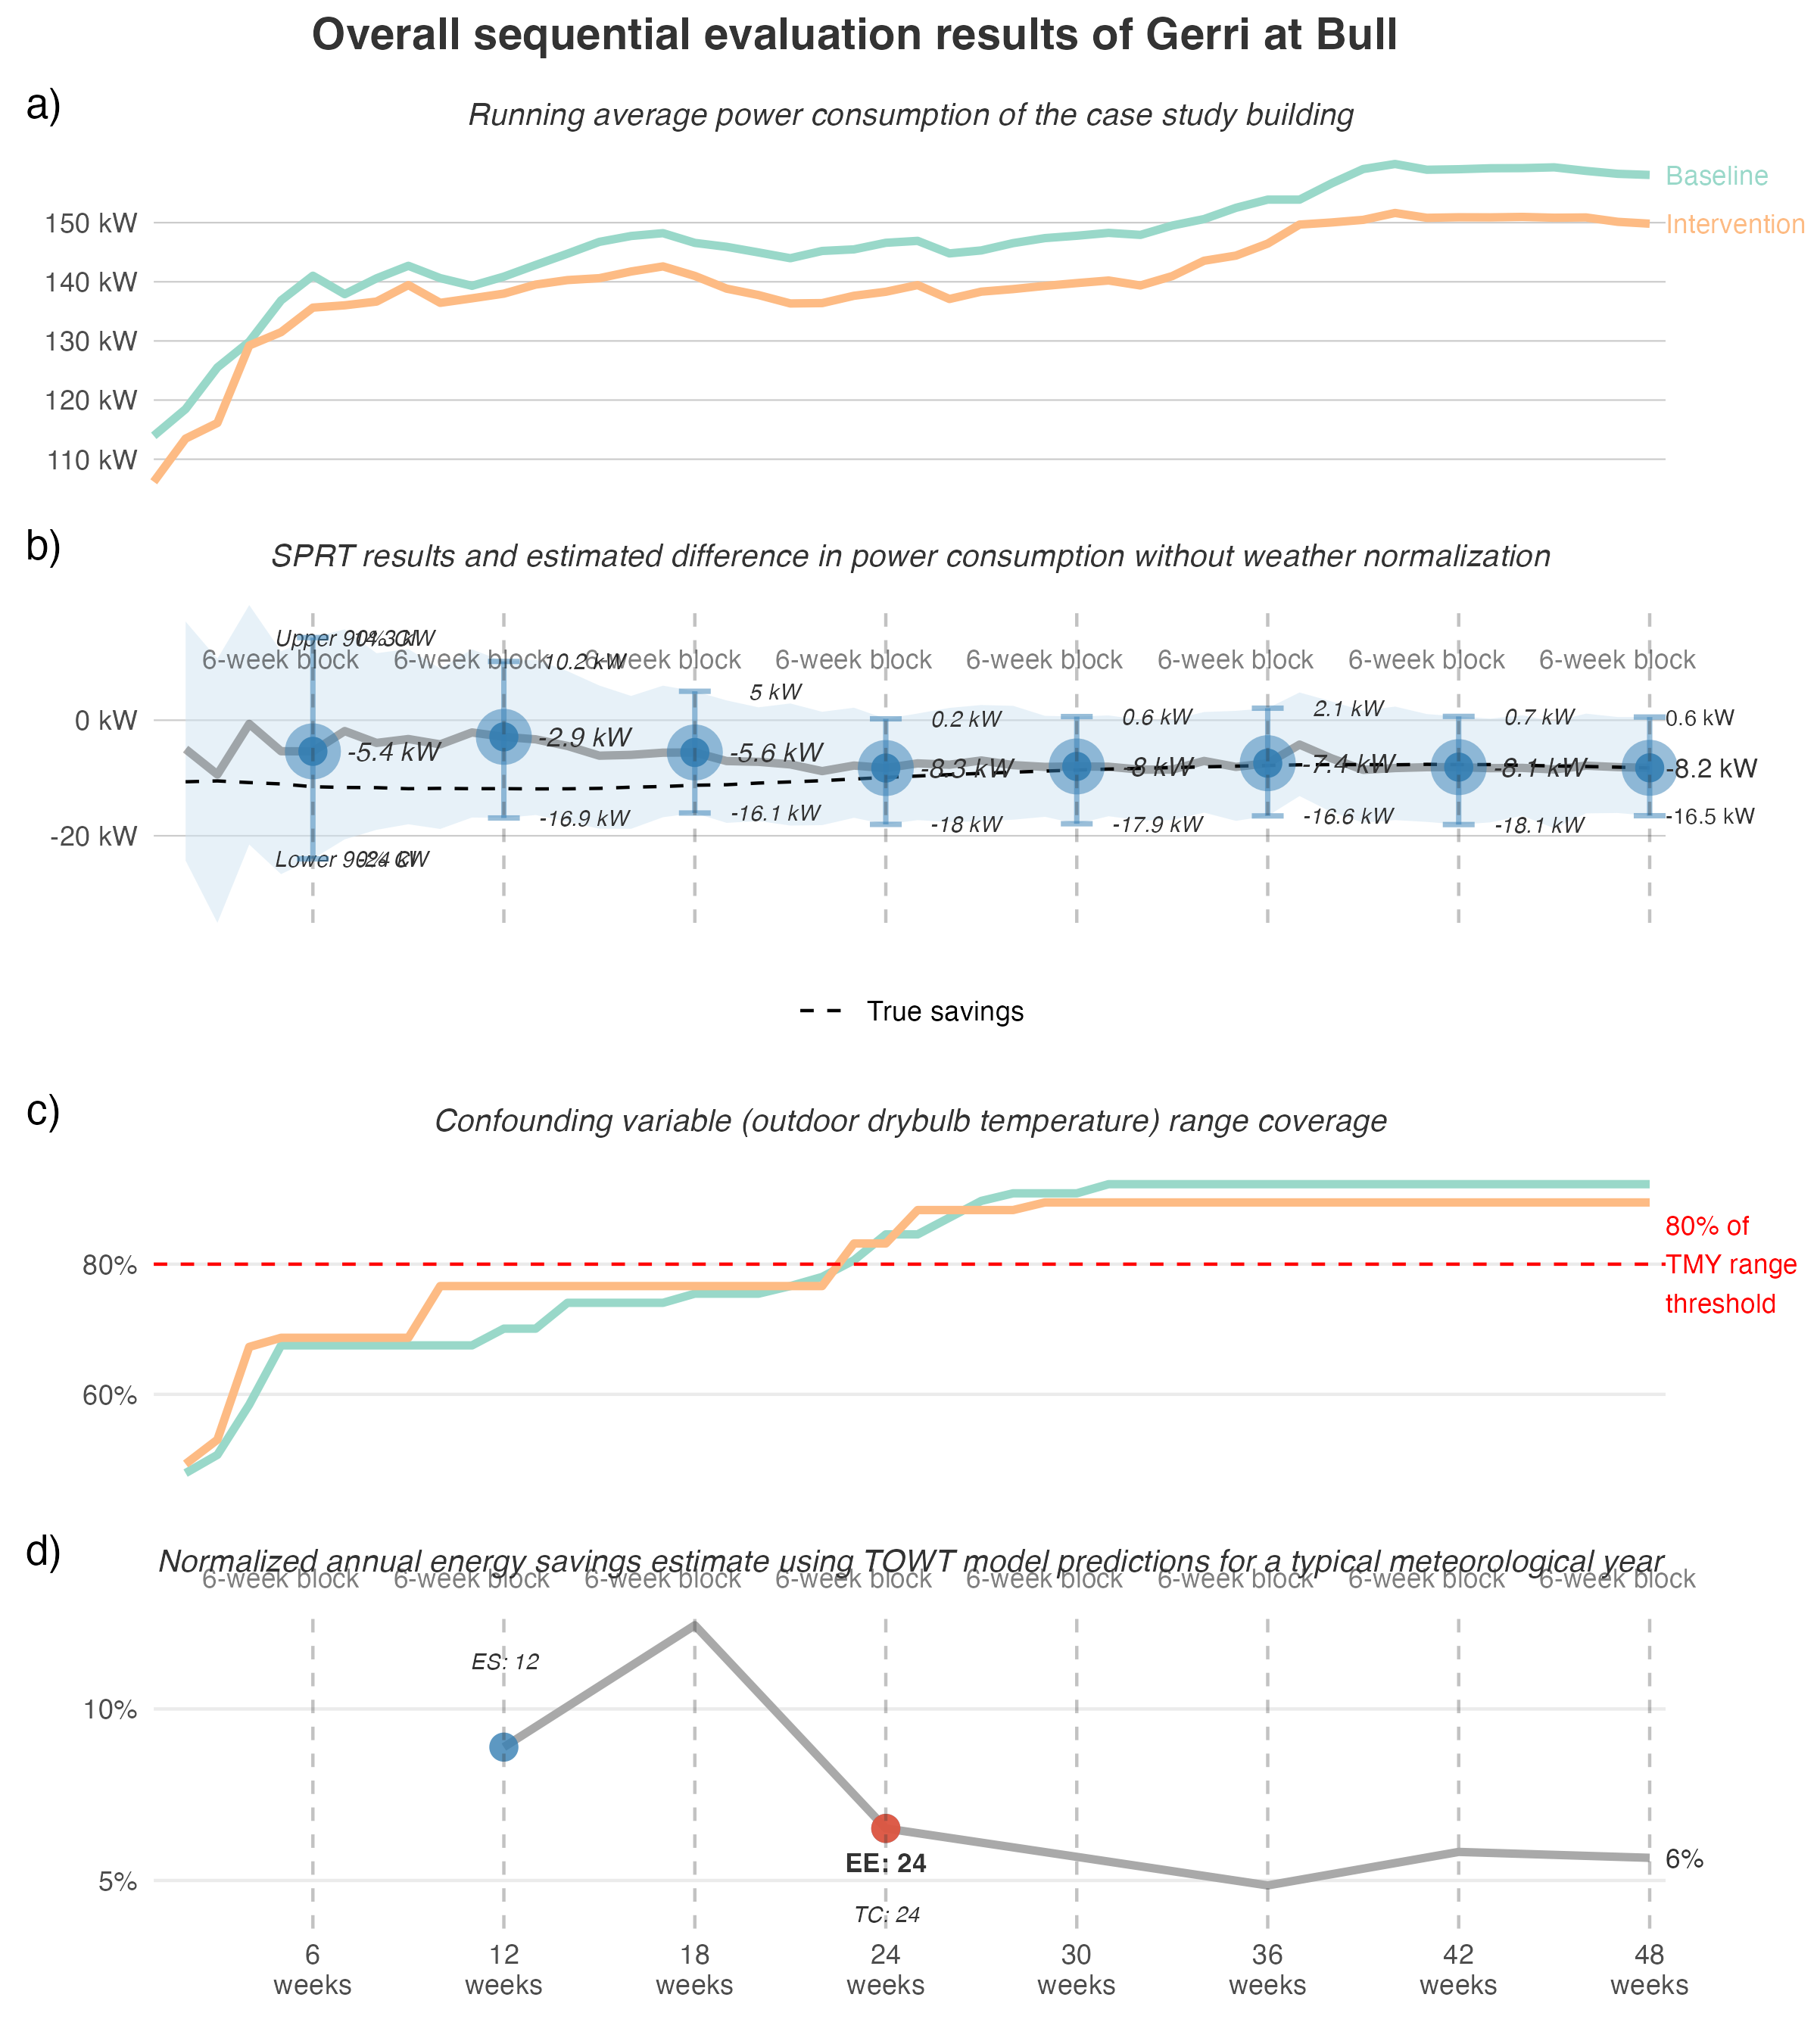 Overall sequential evaluation results of Gerri at Bull
a)
Running average power consumption of the case study building
Baseline
150 kW
Intervention
140 kW
130 kW
120 kW
110 kW
b)
SPRT results and estimated difference in power consumption without weather normalization
Upper 90% CI 14.3 kW
6-week block 6-week block 10.2 kW 6-week block 6-week block 6-week block 6-week block 6-week block 6-week block
5 kW 0.2 kW 0.6 kW 2.1 kW 0.7 kW 0.6 kW
0 kW
-5.4 kW -2.9 kW -5.6 kW -8.3 kW -8 kW -7.4 kW -8.1 kW -8.2 kW
-16.9 kW -16.1 kW -18 kW -17.9 kW -16.6 kW -18.1 kW -16.5 kW
-20 kW
Lower 90% CI -24 kW
True savings
c)
Confounding variable (outdoor drybulb temperature) range coverage
80% of
80% TMY range
threshold
60%
d)
Normalized annual energy savings estimate using TOWT model predictions for a typical meteorological year
6-week block 6-week block 6-week block 6-week block 6-week block 6-week block 6-week block 6-week block
ES: 12
10%
EE: 24
6%
5%
TC: 24
6 12 18 24 30 36 42 48
weeks weeks weeks weeks weeks weeks weeks weeks